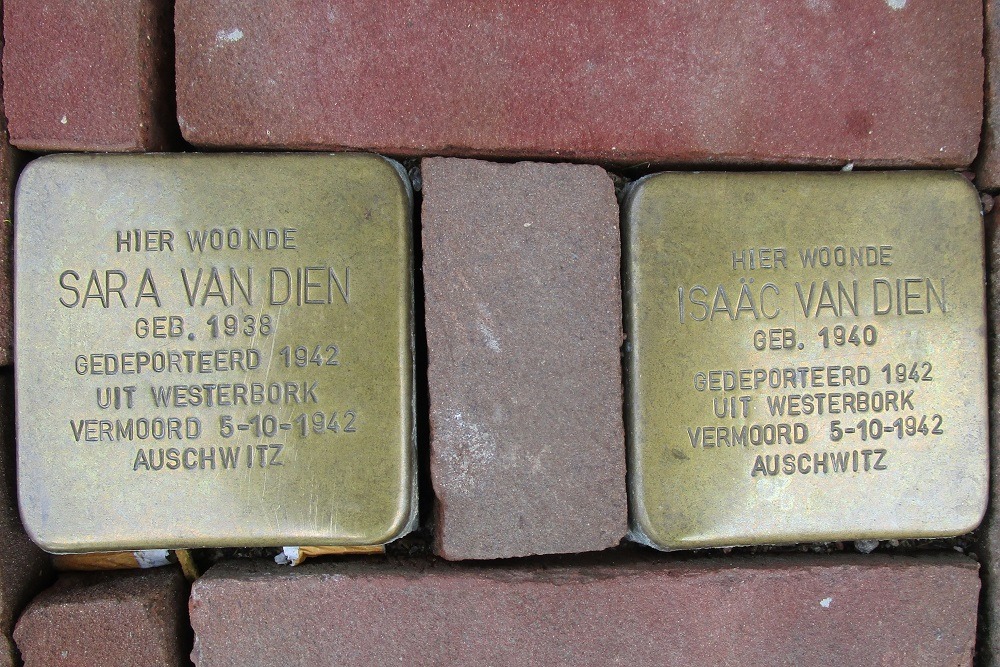 HIER WOONDE
SARA VAN DIEN
GEB. 1938
GEDEPORTEERD 1942
UIT WESTERBORK
VERMOORD 5-10-1942
AUSCHWITZ
HIER WOONDE
ISAÄC VAN DIEN
GEB. 1940
GEDEPORTEERD 1942
UIT WESTERBORK
VERMOORD 5-10-1942
AUSCHWITZ